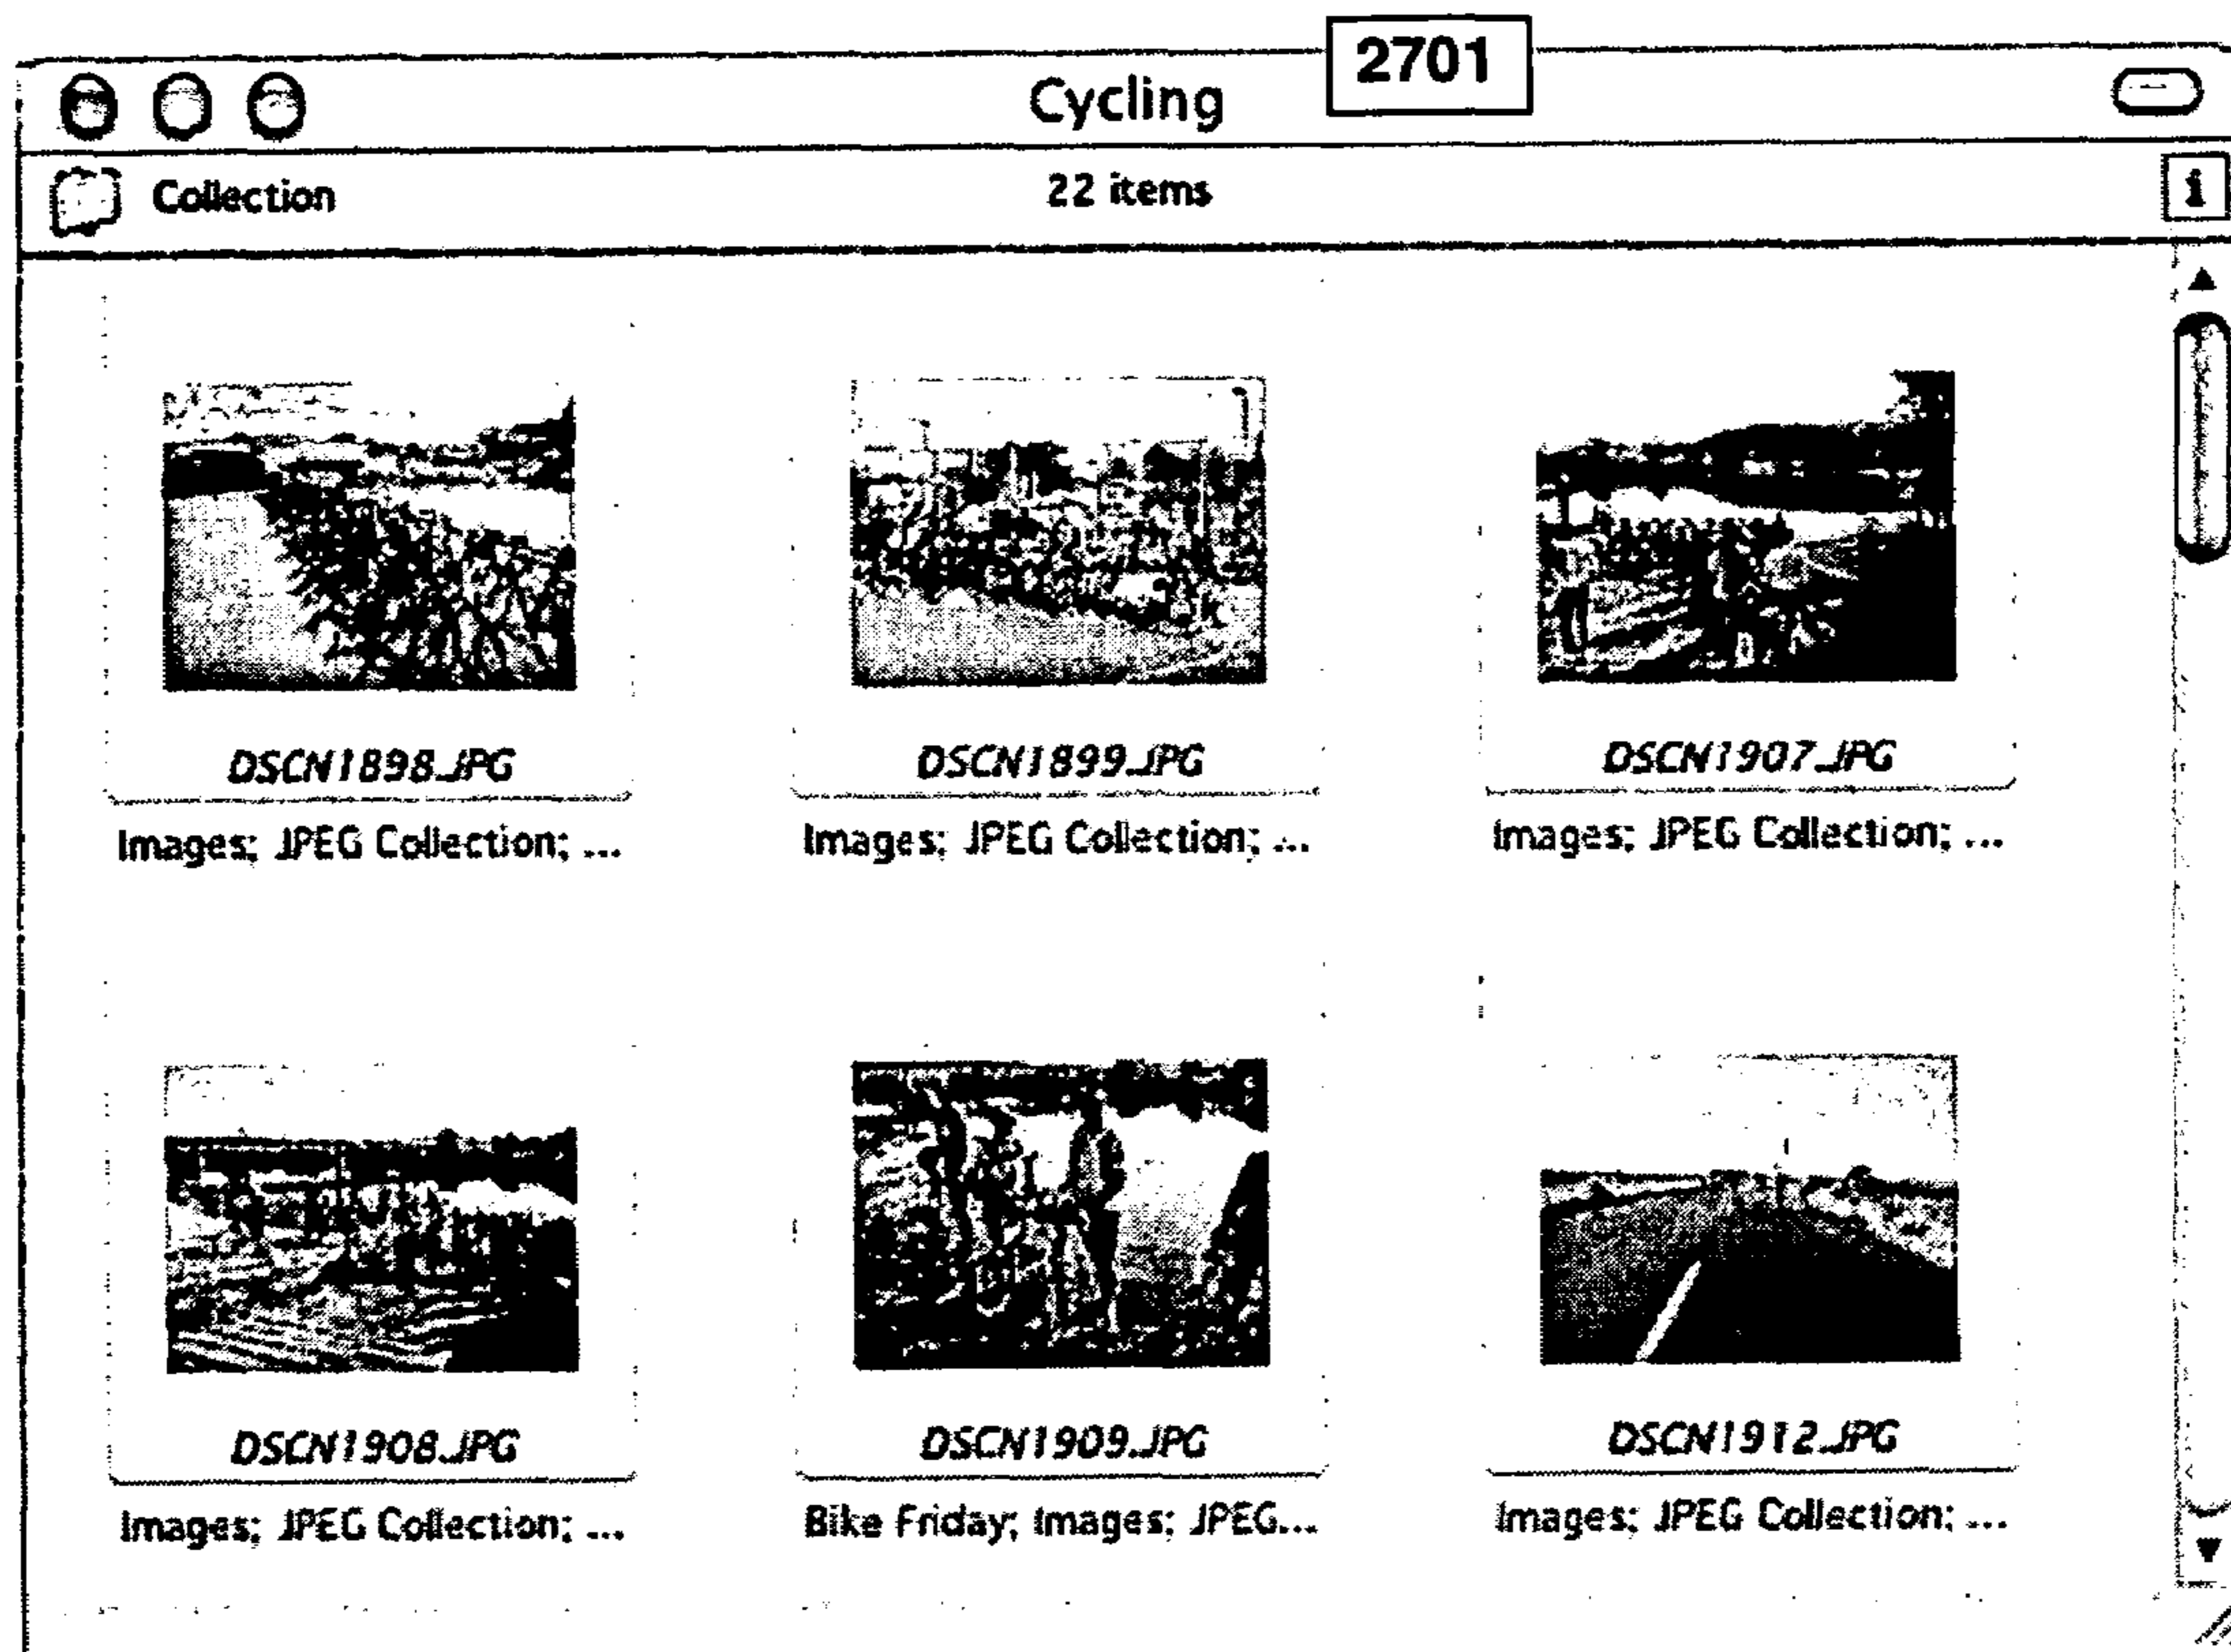 2701
Cycling
Collection 22 items i
DSCN1898.JPG DSCN1899.JPG DSCN1907.JPG
Images; JPEG Collection; ... Images; JPEG Collection; ... Images; JPEG Collection; ...
DSCN1908.JPG DSCN1909.JPG DSCN1912.JPG
Images; JPEG Collection; ... Bike Friday; Images; JPEG... Images; JPEG Collection; ...